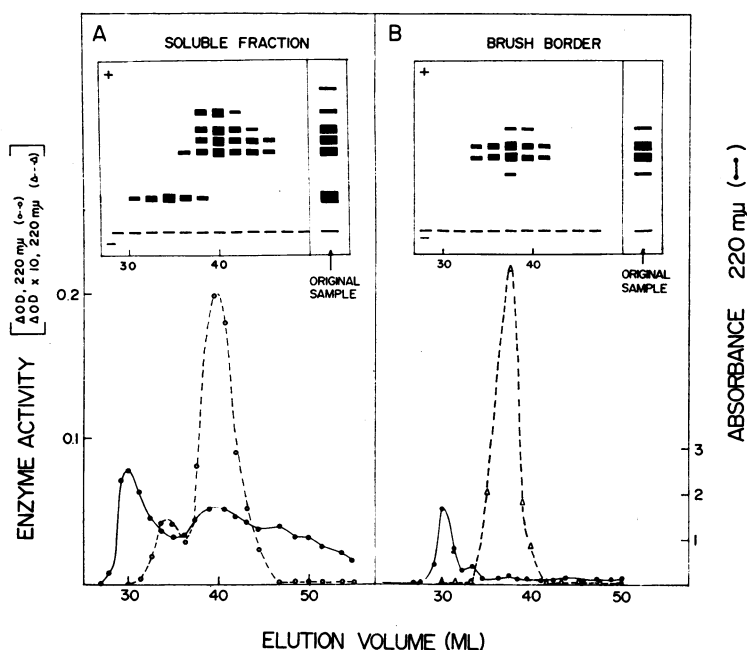 A
SOLUBLE FRACTION
+
−
30
40
ORIGINAL
SAMPLE
B
BRUSH BORDER
+
−
30
40
ORIGINAL
SAMPLE
ENZYME ACTIVITY
ΔOD, 220 mμ (o-o)
ΔOD x 10, 220 mμ (Δ--Δ)
0.2
0.1
ABSORBANCE 220 mμ (•—•)
3
2
1
30
40
50
30
40
50
ELUTION VOLUME (ML)